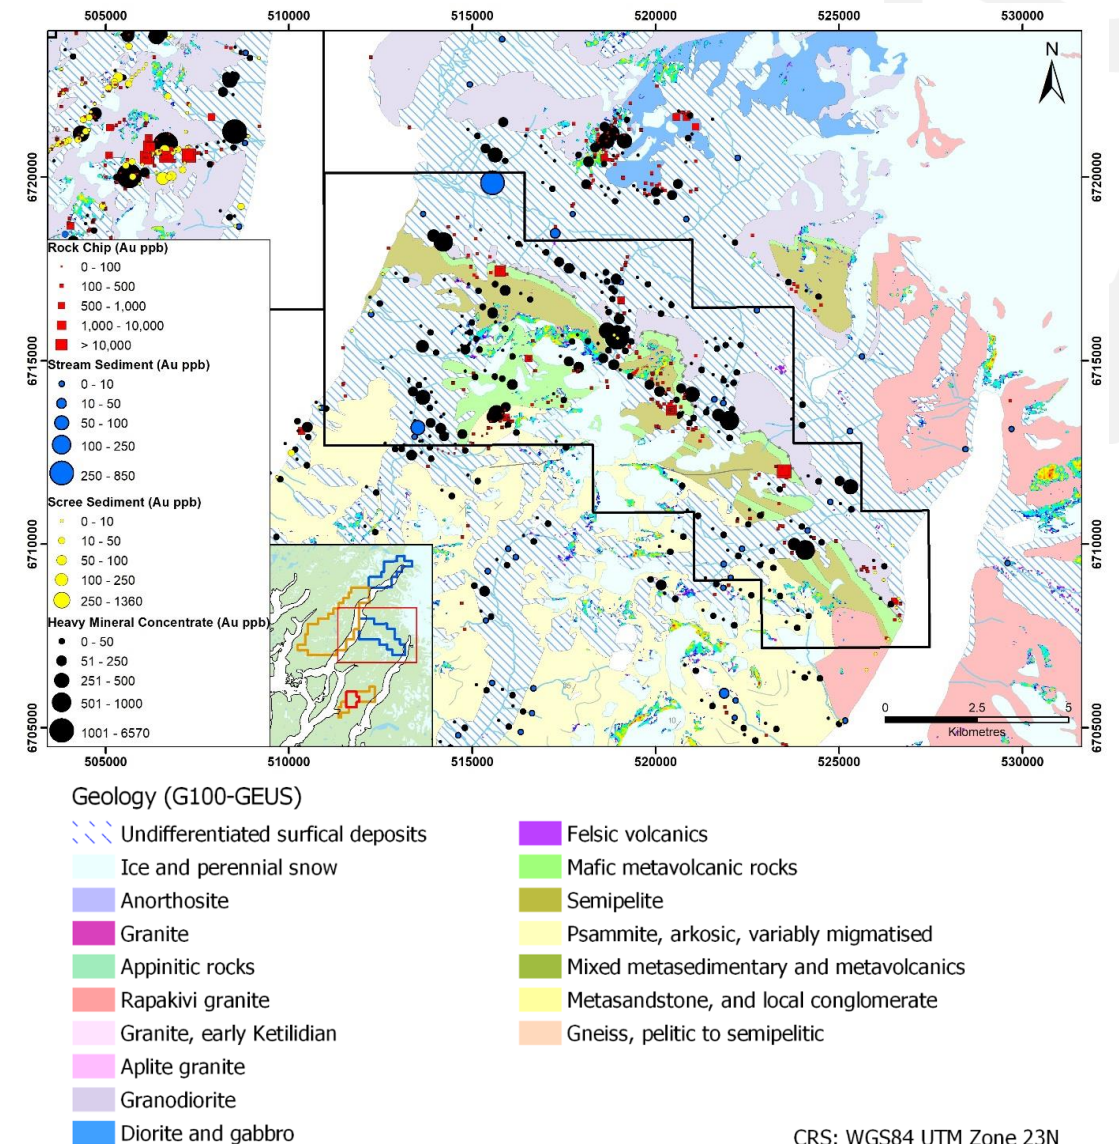 505000 510000 515000 520000 525000 530000
N
6720000 6720000
Rock Chip (Au ppb)
0 - 100
100 - 500
500 - 1,000
1,000 - 10,000
> 10,000
6715000 6715000
Stream Sediment (Au ppb)
0 - 10
10 - 50
50 - 100
100 - 250
250 - 850
Scree Sediment (Au ppb)
0 - 10
10 - 50
50 - 100
100 - 250
250 - 1360
6710000 6710000
Heavy Mineral Concentrate (Au ppb)
0 - 50
51 - 250
251 - 500
501 - 1000
1001 - 6570
6705000 6705000
10
0 2.5 5
Kilometres
505000 510000 515000 520000 525000 530000
Geology (G100-GEUS)
Undifferentiated surfical deposits
Ice and perennial snow
Anorthosite
Granite
Appinitic rocks
Rapakivi granite
Granite, early Ketilidian
Aplite granite
Granodiorite
Diorite and gabbro
Felsic volcanics
Mafic metavolcanic rocks
Semipelite
Psammite, arkosic, variably migmatised
Mixed metasedimentary and metavolcanics
Metasandstone, and local conglomerate
Gneiss, pelitic to semipelitic
CRS: WGS84 UTM Zone 23N